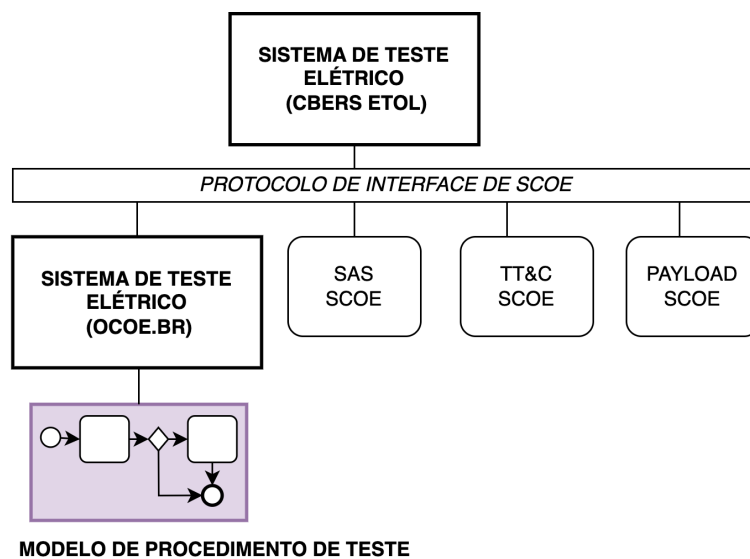 SISTEMA DE TESTE
ELÉTRICO
(CBERS ETOL)
PROTOCOLO DE INTERFACE DE SCOE
SISTEMA DE TESTE
ELÉTRICO
(OCOE.BR)
SAS
SCOE
TT&C
SCOE
PAYLOAD
SCOE
MODELO DE PROCEDIMENTO DE TESTE